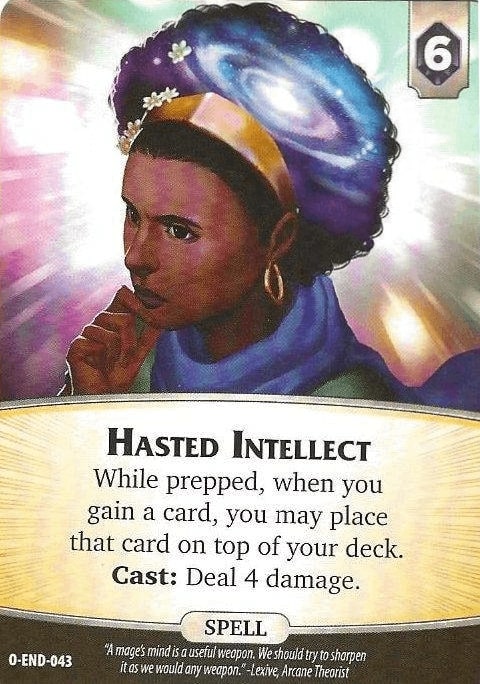 6
HASTED INTELLECT
While prepped, when you
gain a card, you may place
that card on top of your deck.
Cast: Deal 4 damage.
SPELL
O-END-043
"A mage's mind is a useful weapon. We should try to sharpen
it as we would any weapon." -Lexive, Arcane Theorist